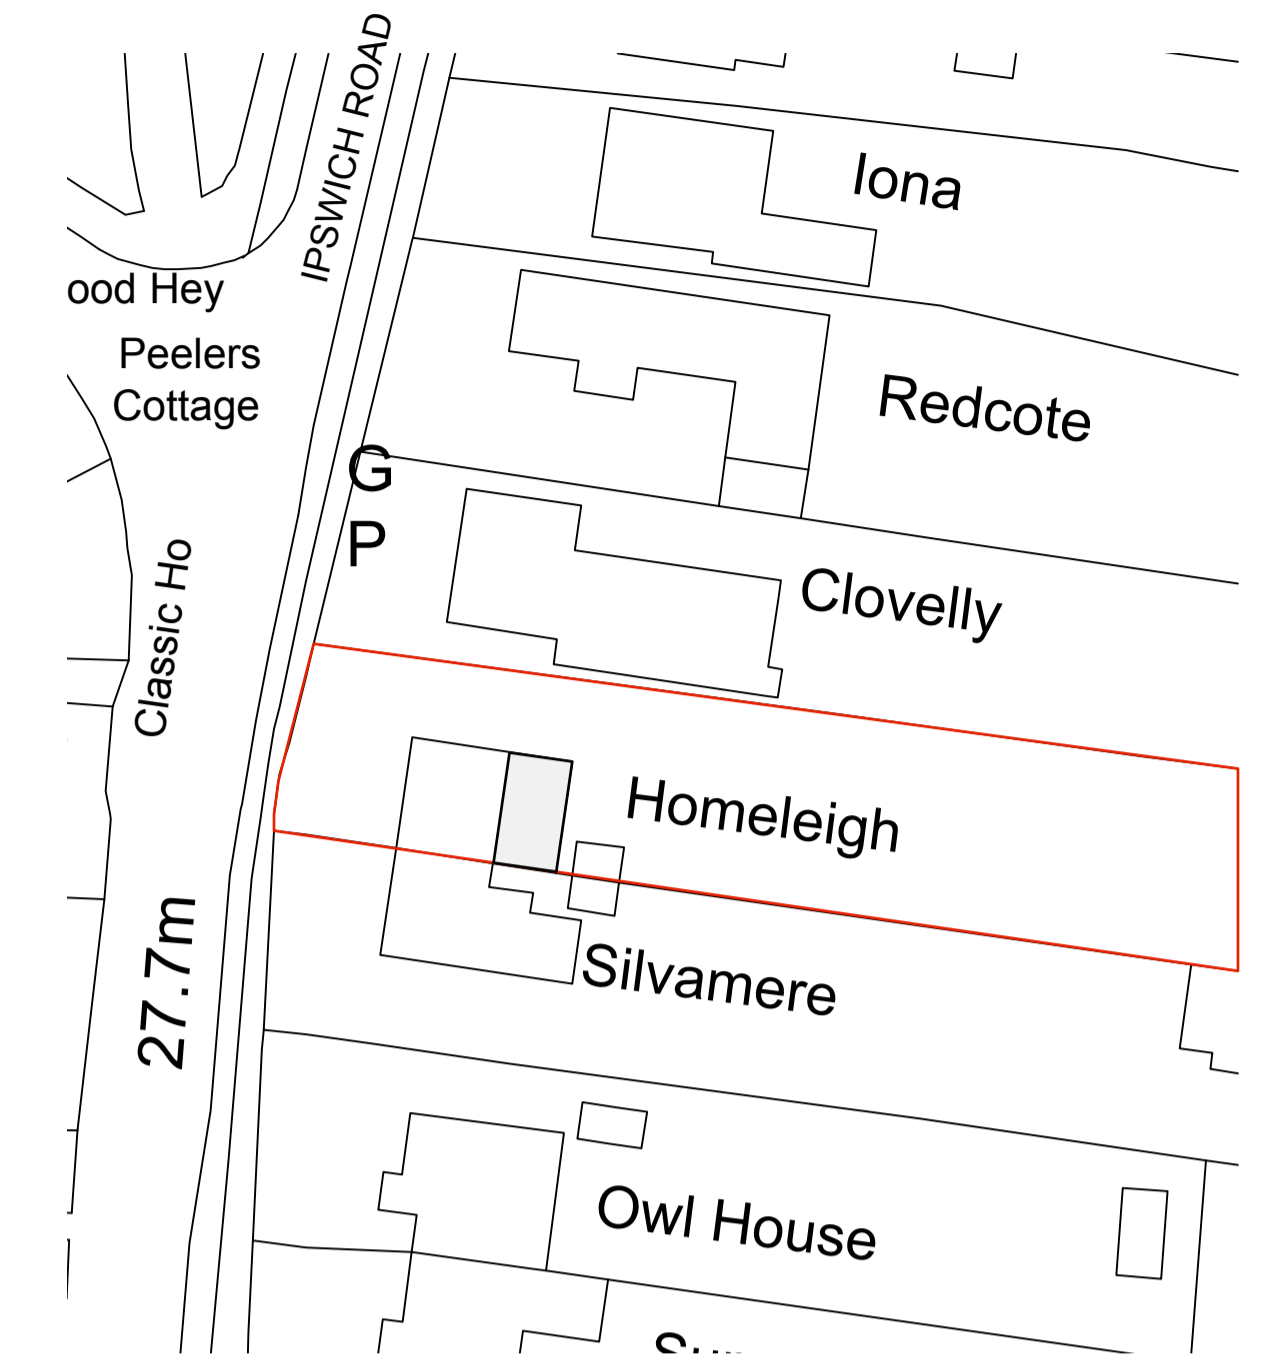 IPSWICH ROAD
Iona
ood Hey
Peelers
Cottage
Redcote
G
P
Clovelly
Classic Ho
Homeleigh
27.7m
Silvamere
Owl House